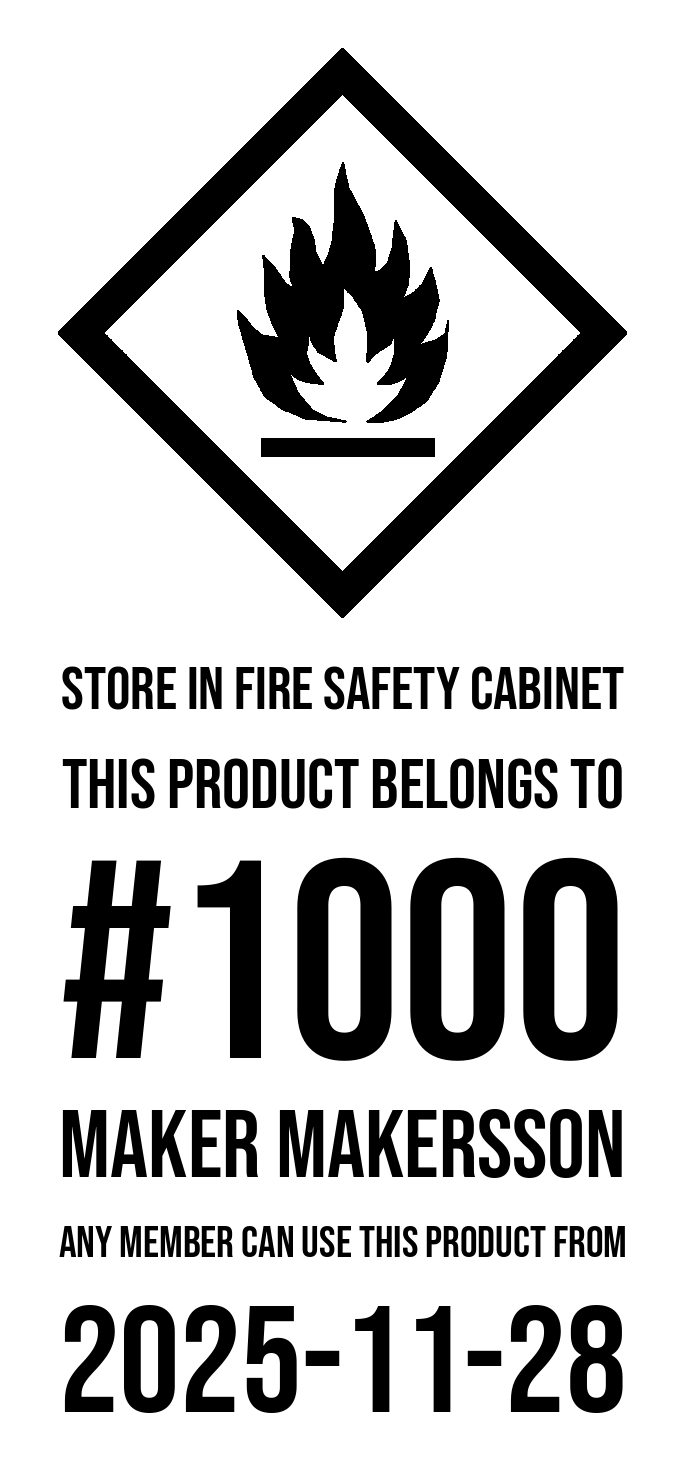 STORE IN FIRE SAFETY CABINET
THIS PRODUCT BELONGS TO
#1000
MAKER MAKERSSON
ANY MEMBER CAN USE THIS PRODUCT FROM
2025-11-28